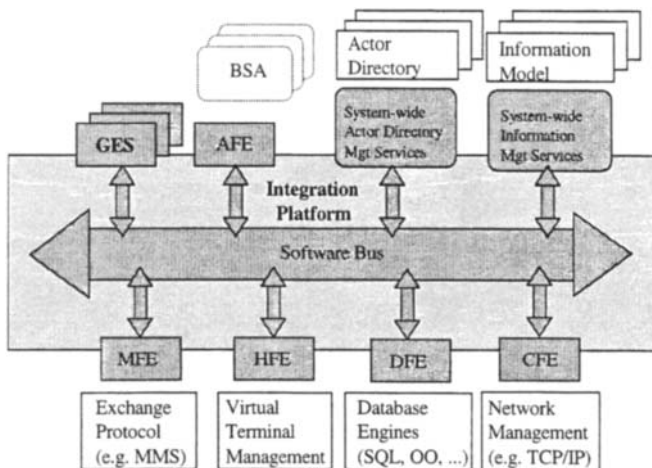 BSA
Actor
Directory
Information
Model
GES
AFE
System-wide
Actor Directory
Mgt Services
System-wide
Information
Mgt Services
Integration
Platform
Software Bus
MFE
HFE
DFE
CFE
Exchange
Protocol
(e.g. MMS)
Virtual
Terminal
Management
Database
Engines
(SQL, OO, ...)
Network
Management
(e.g. TCP/IP)